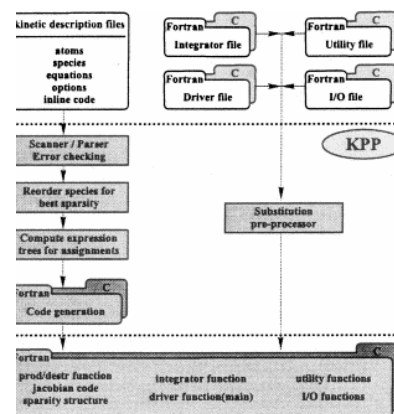 kinetic description files
atoms
species
equations
options
inline code
Fortran C
Integrator file
Fortran C
Utility file
Fortran C
Driver file
Fortran C
I/O file
KPP
Scanner / Parser
Error checking
Reorder species for
best sparsity
Compute expression
trees for assignments
Fortran C
Code generation
Substitution
pre-processor
Fortran C
prod/destr function
jacobian code
sparsity structure
integrator function
driver function(main)
utility functions
I/O functions